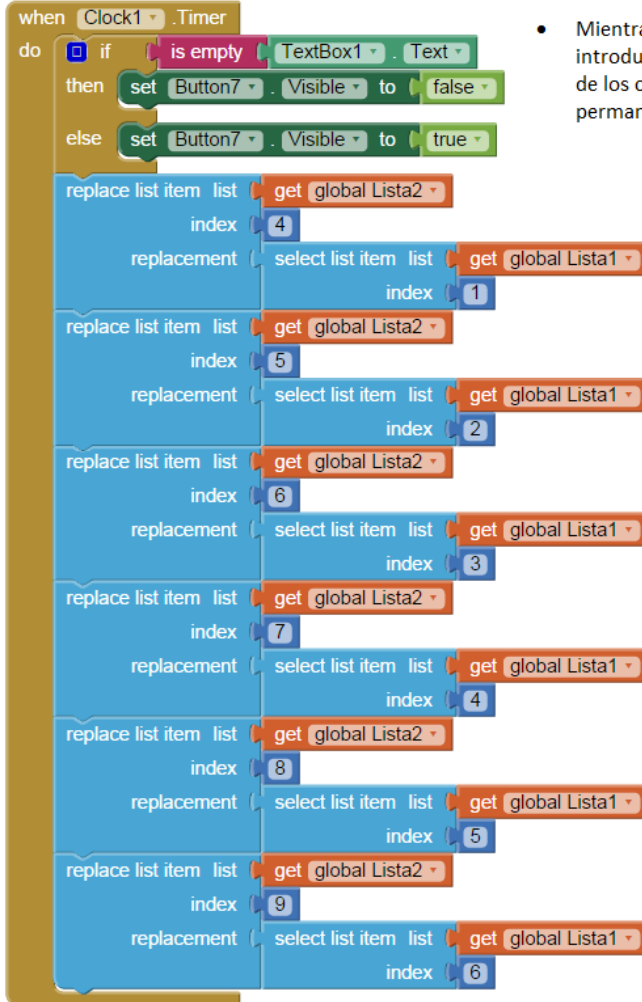 when Clock1 .Timer
do if is empty TextBox1 . Text
then set Button7 . Visible to false
else set Button7 . Visible to true
replace list item list get global Lista2
index 4
replacement select list item list get global Lista1
index 1
replace list item list get global Lista2
index 5
replacement select list item list get global Lista1
index 2
replace list item list get global Lista2
index 6
replacement select list item list get global Lista1
index 3
replace list item list get global Lista2
index 7
replacement select list item list get global Lista1
index 4
replace list item list get global Lista2
index 8
replacement select list item list get global Lista1
index 5
replace list item list get global Lista2
index 9
replacement select list item list get global Lista1
index 6
• Mientra
introdu
de los
perma